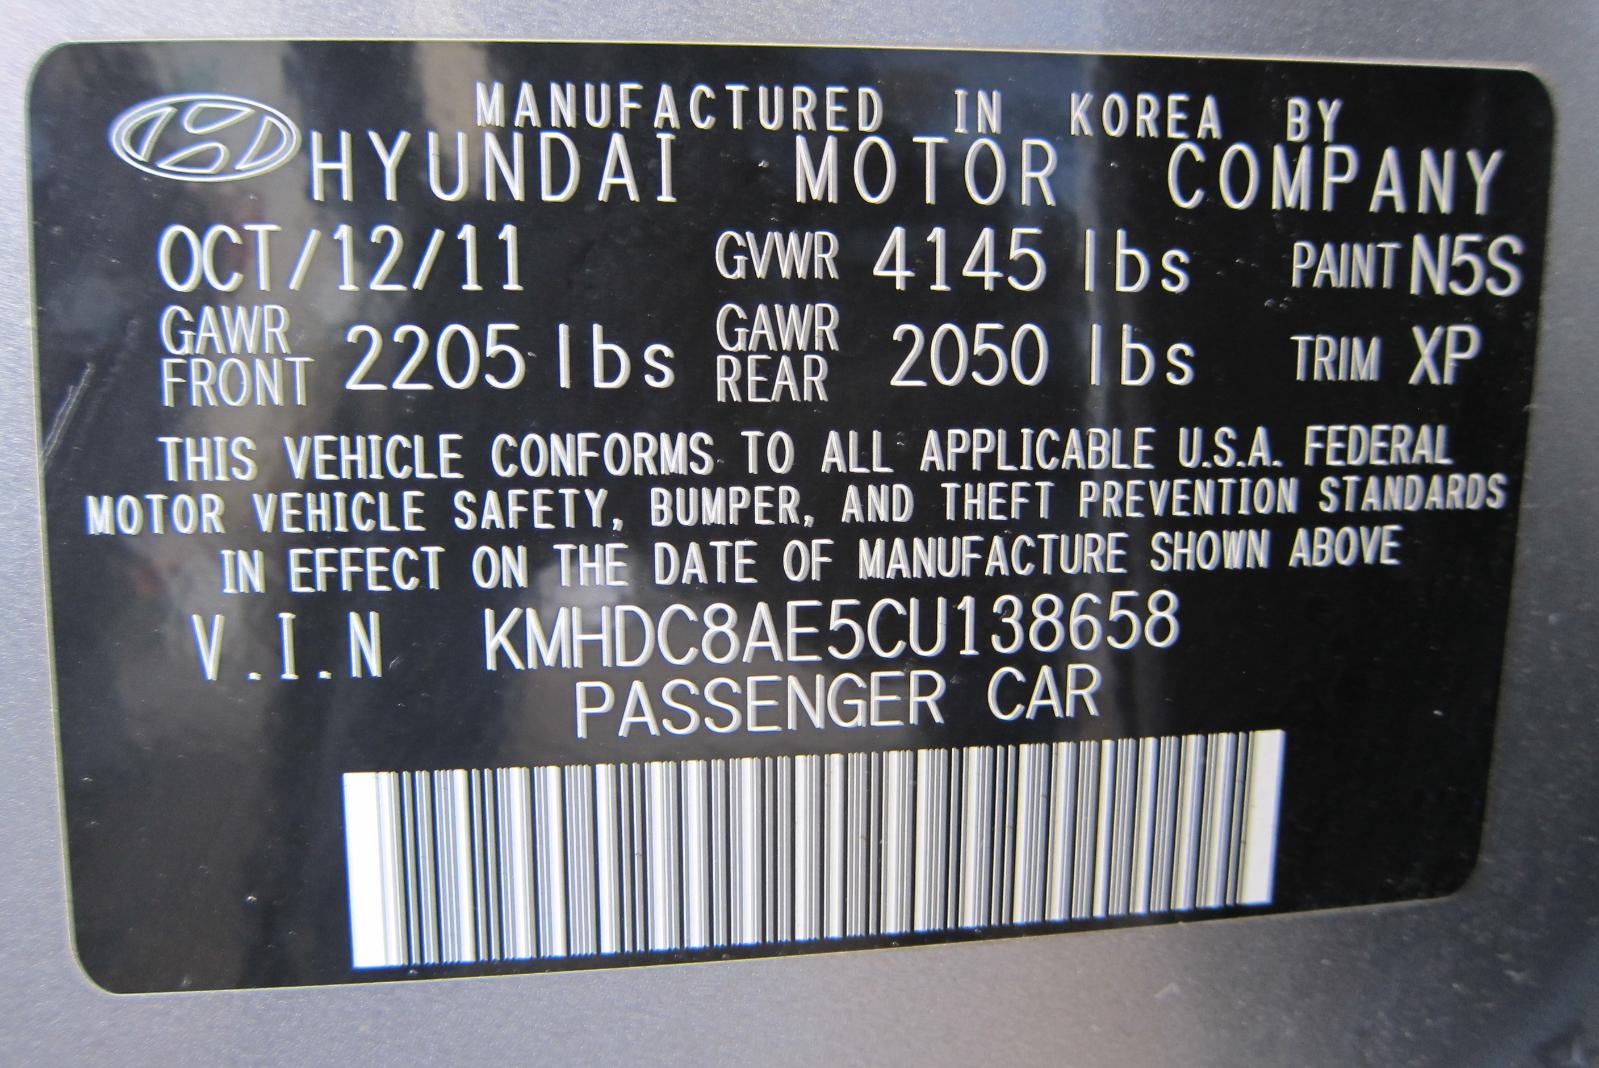 MANUFACTURED IN KOREA BY
HYUNDAI MOTOR COMPANY
OCT/12/11 GVWR 4145 lbs PAINT N5S
GAWR FRONT 2205 lbs GAWR REAR 2050 lbs TRIM XP
THIS VEHICLE CONFORMS TO ALL APPLICABLE U.S.A. FEDERAL
MOTOR VEHICLE SAFETY, BUMPER, AND THEFT PREVENTION STANDARDS
IN EFFECT ON THE DATE OF MANUFACTURE SHOWN ABOVE
V.I.N KMHDC8AE5CU138658
PASSENGER CAR